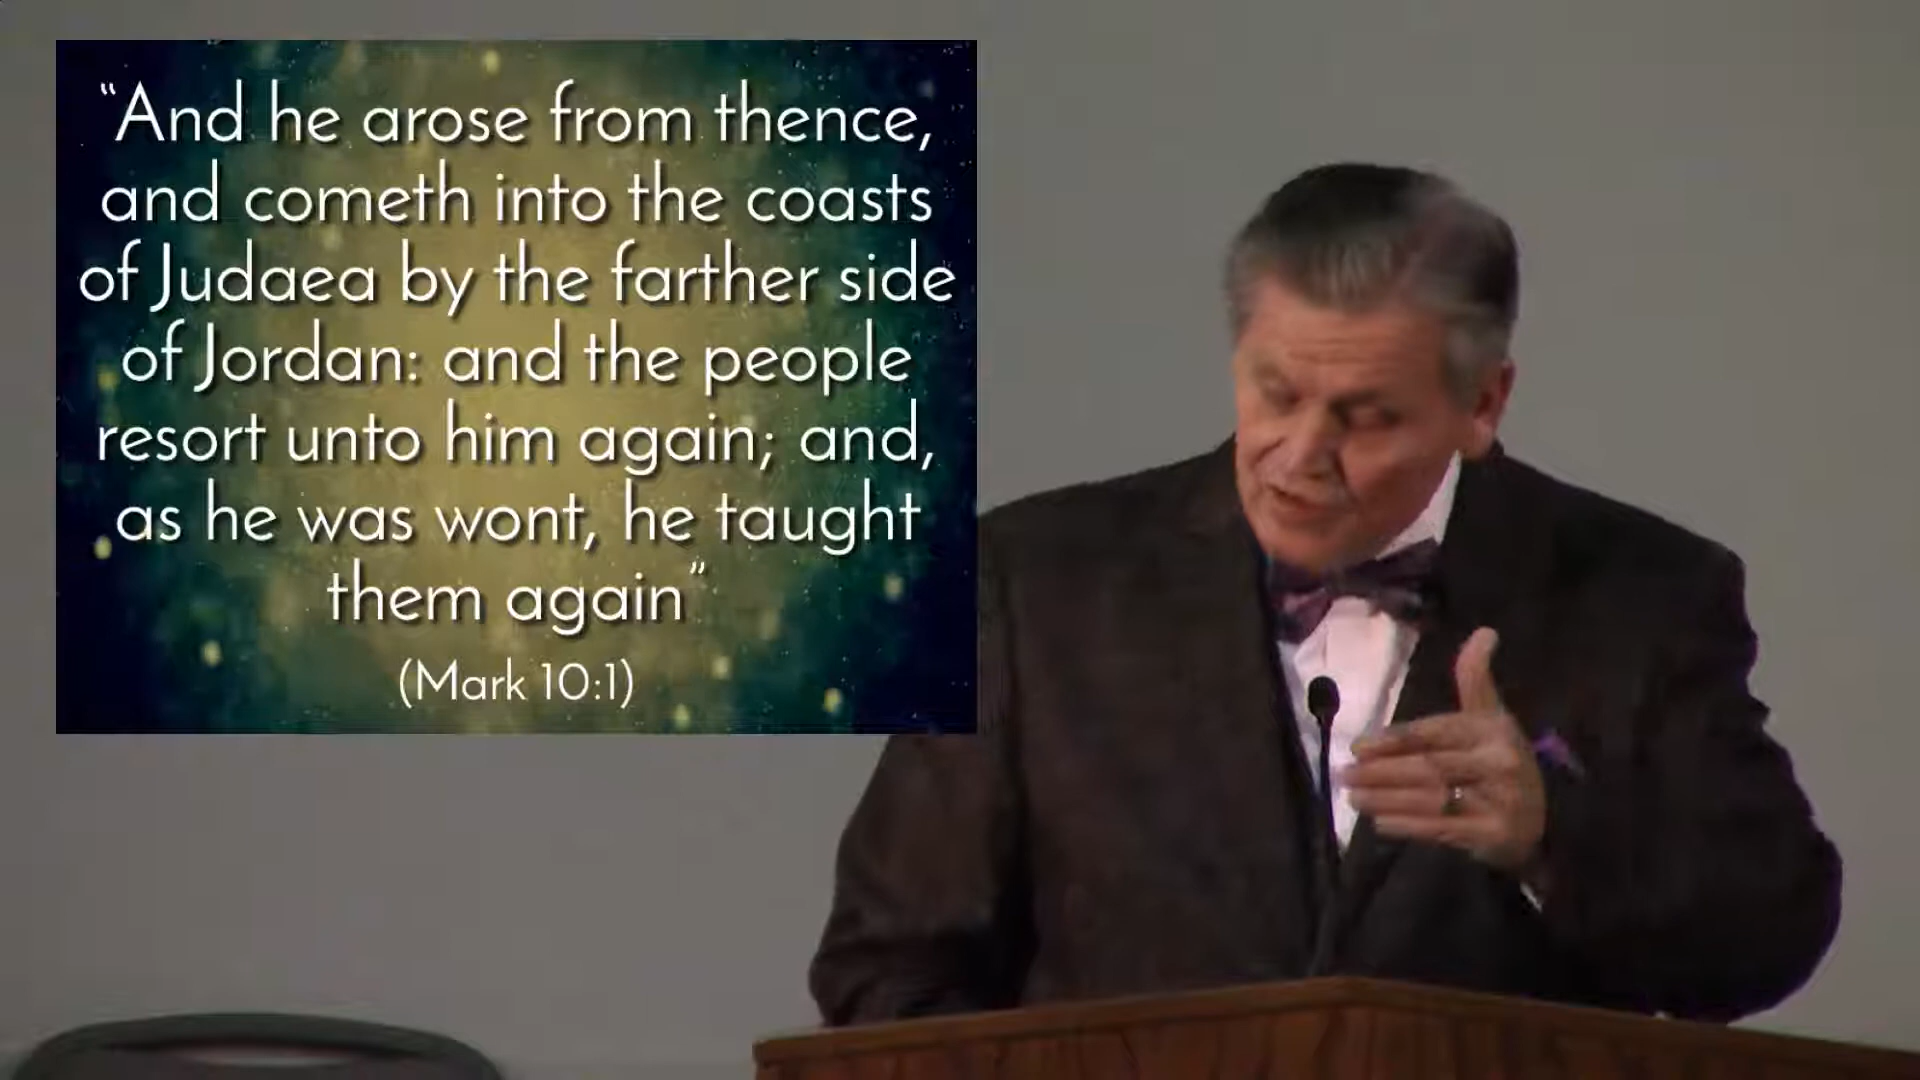 “And he arose from thence,
and cometh into the coasts
of Judaea by the farther side
of Jordan: and the people
resort unto him again; and,
as he was wont, he taught
them again”
(Mark 10:1)